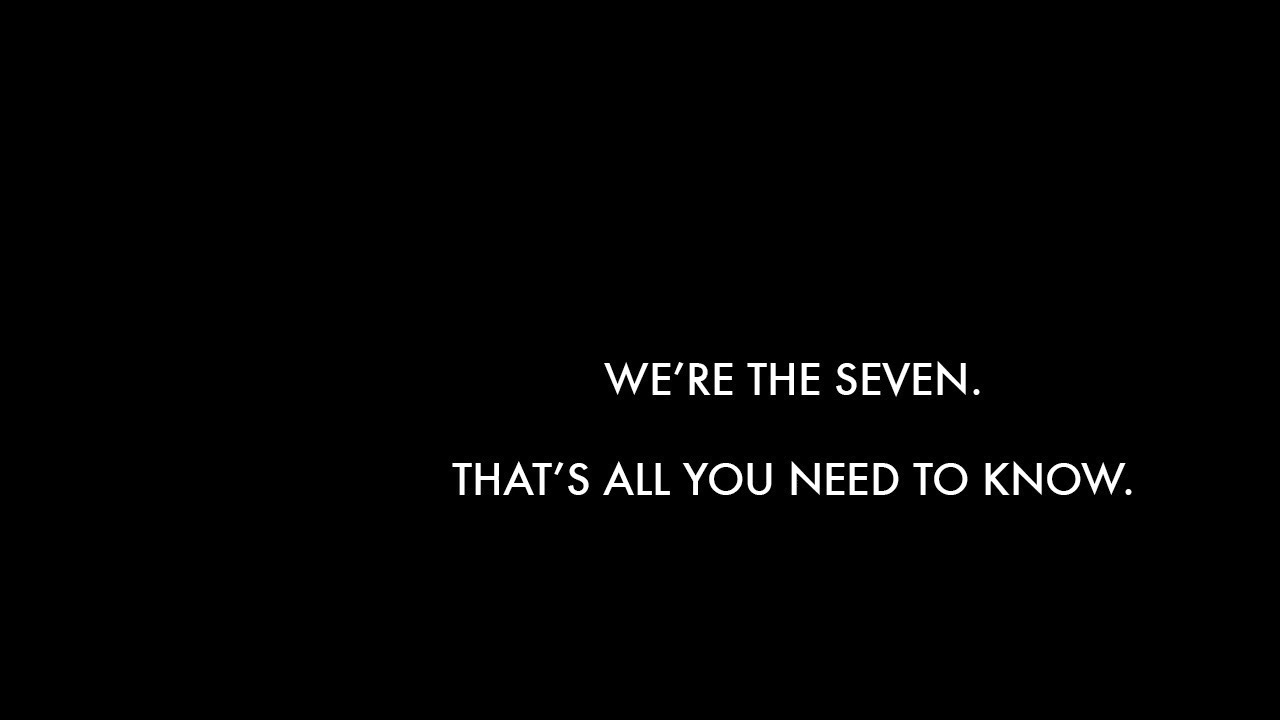 WE’RE THE SEVEN.
THAT’S ALL YOU NEED TO KNOW.